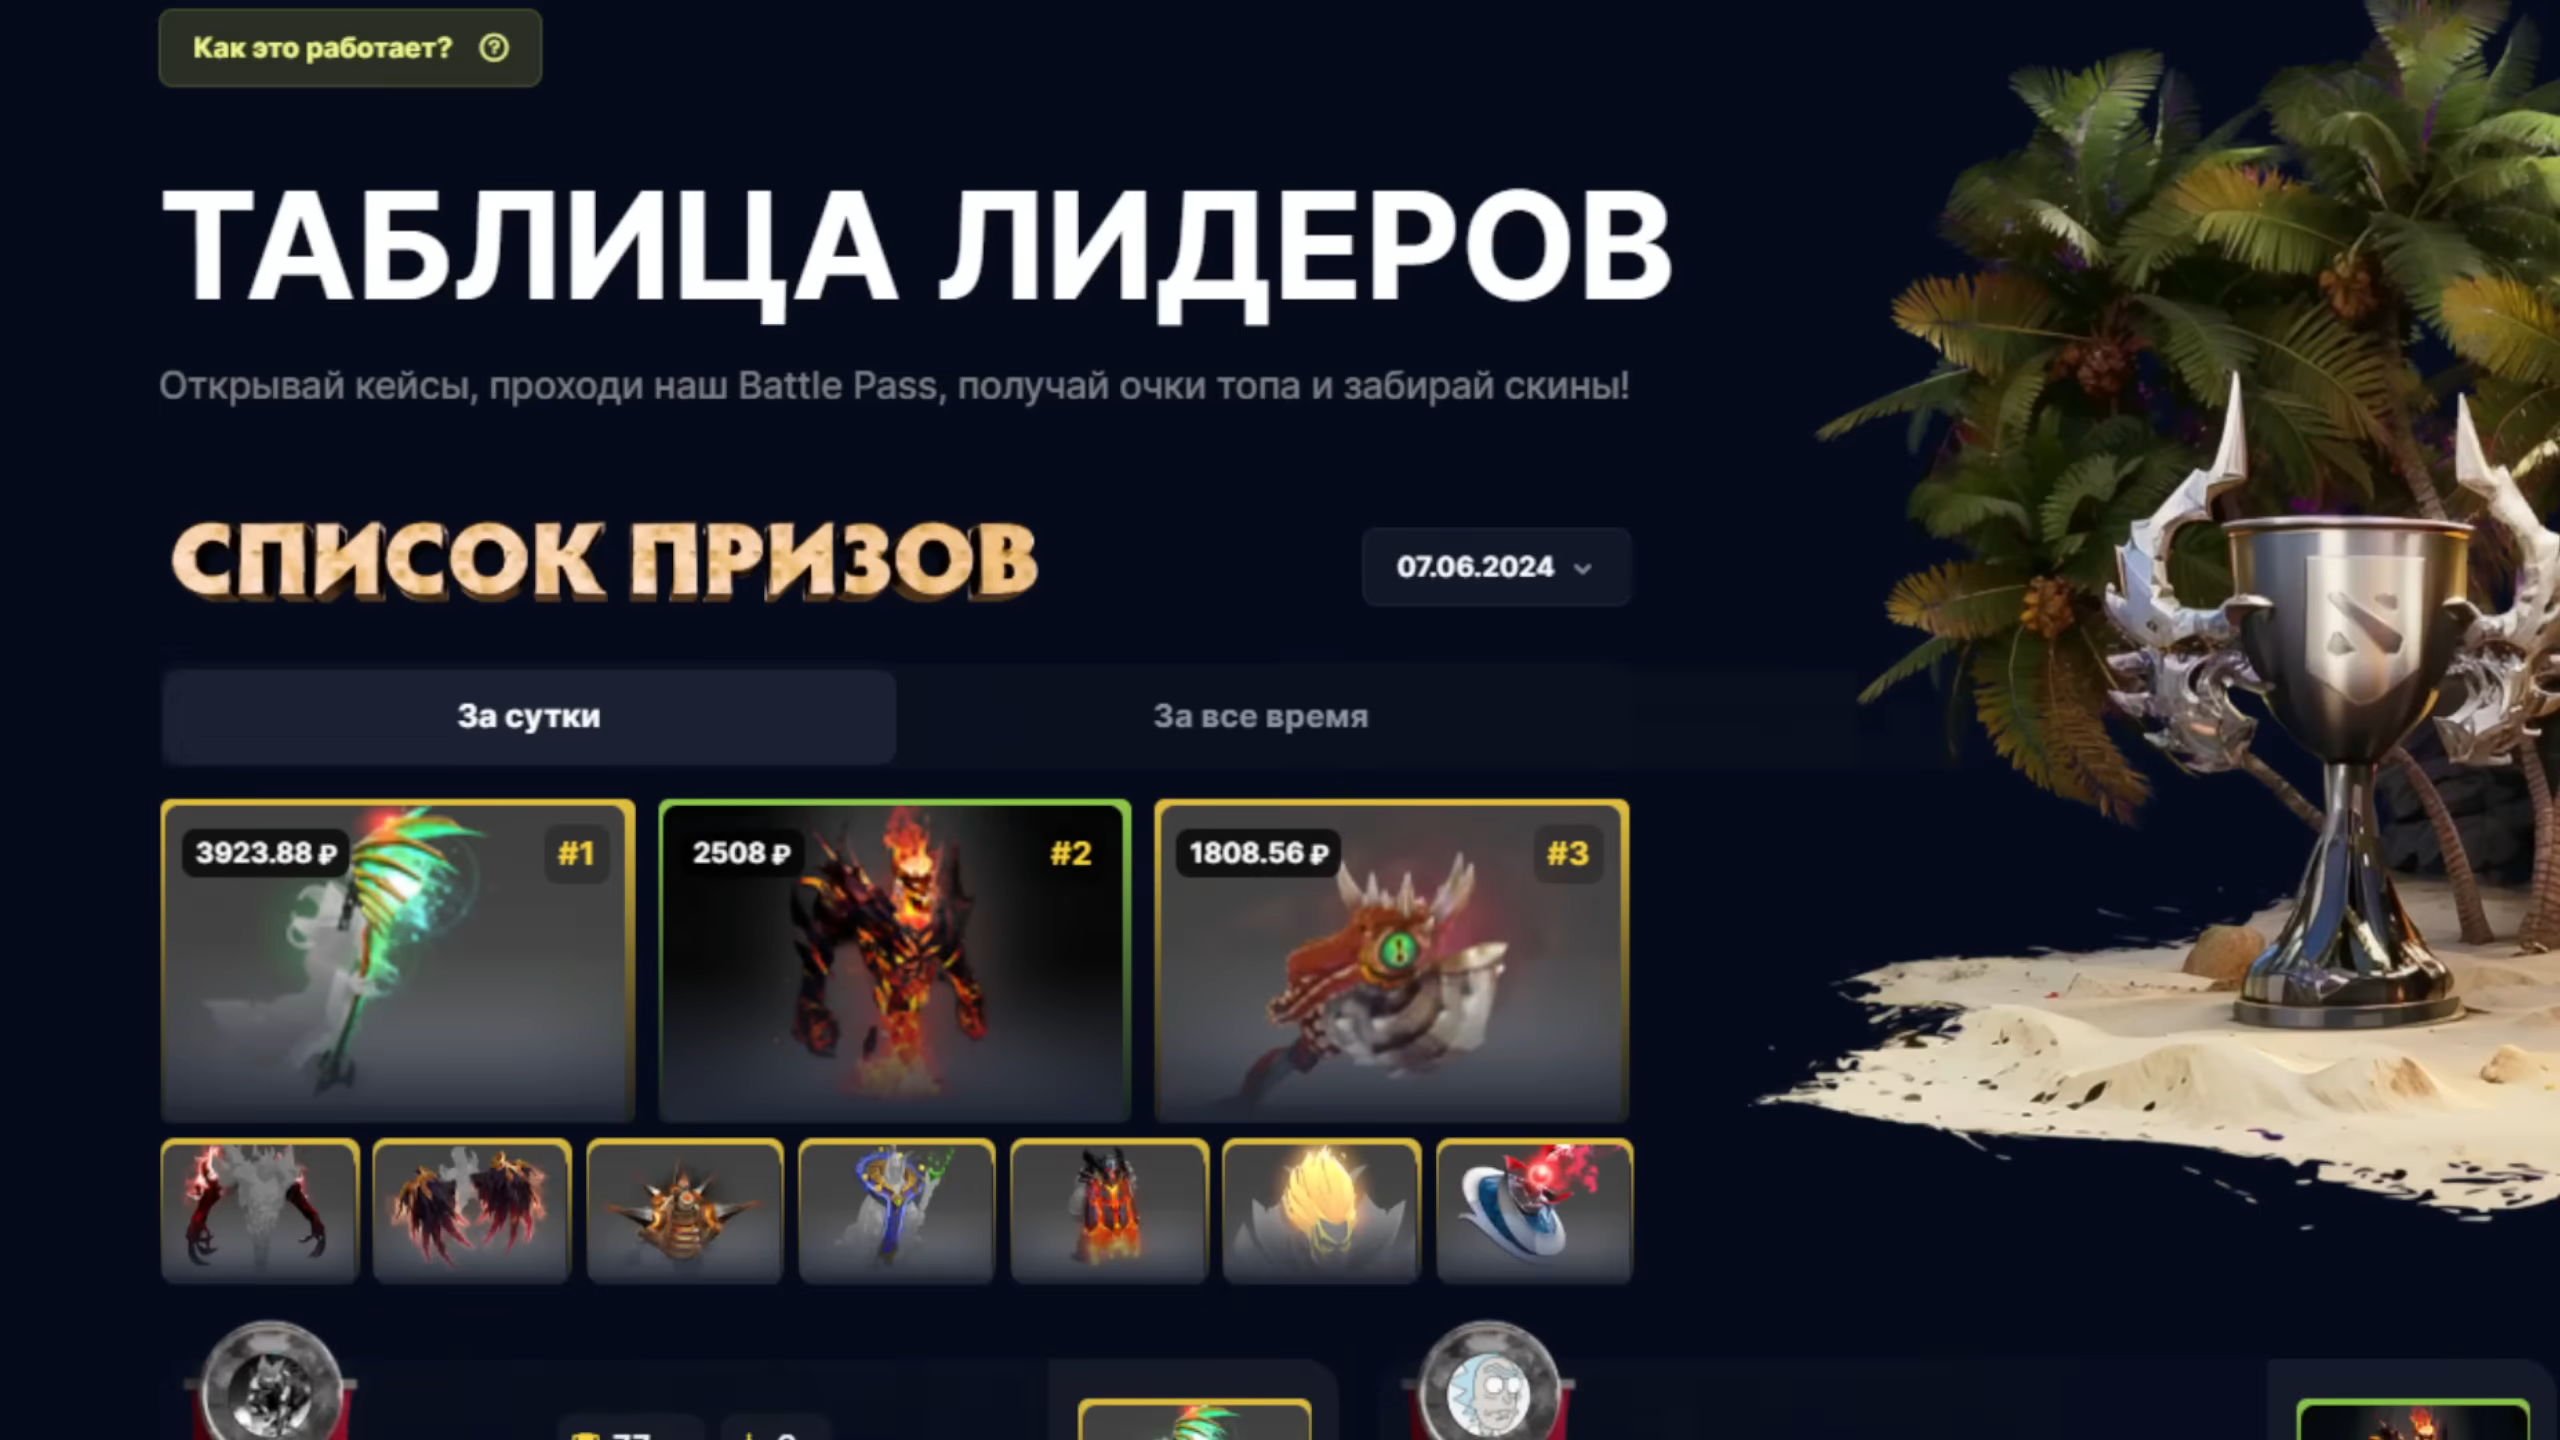 Как это работает?
ТАБЛИЦА ЛИДЕРОВ
Открывай кейсы, проходи наш Battle Pass, получай очки топа и забирай скины!
СПИСОК ПРИЗОВ
07.06.2024
За сутки
За все время
3923.88 ₽
#1
2508 ₽
#2
1808.56 ₽
#3